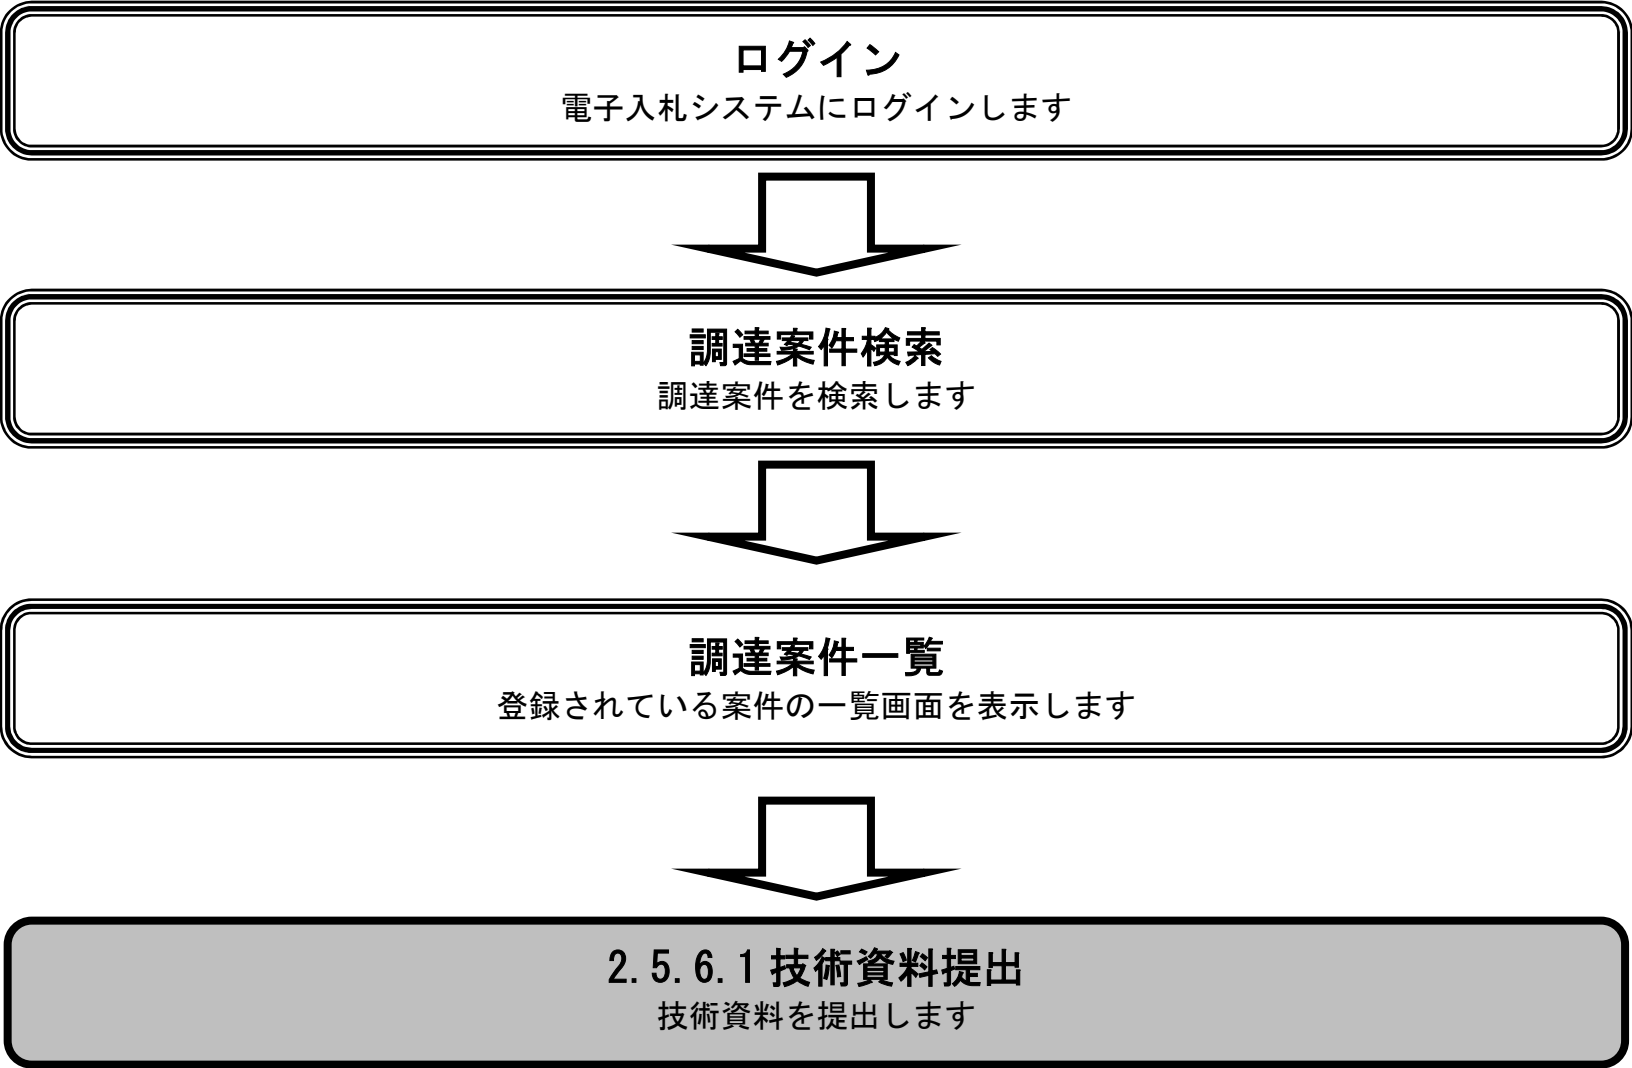 ログイン
電子入札システムにログインします
調達案件検索
調達案件を検索します
調達案件一覧
登録されている案件の一覧画面を表示します
2.5.6.1技術資料提出
技術資料を提出します